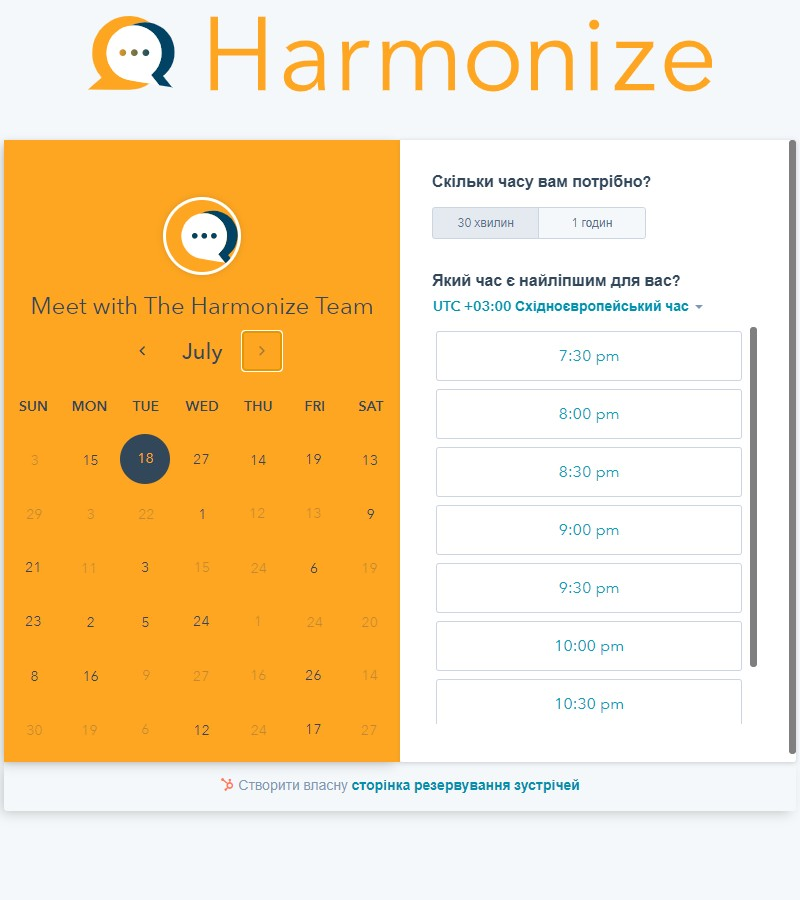 Harmonize
Meet with The Harmonize Team
July
SUN MON TUE WED THU FRI SAT
3 15 18 27 14 19 13
29 3 22 1 12 13 9
21 11 3 15 24 6 19
23 2 5 24 1 24 20
8 16 9 27 16 26 14
30 19 6 12 24 17 27
Скільки часу вам потрібно?
30 хвилин 1 годин
Який час є найліпшим для вас?
UTC +03:00 Східноєвропейський час
7:30 pm
8:00 pm
8:30 pm
9:00 pm
9:30 pm
10:00 pm
10:30 pm
Створити власну сторінка резервування зустрічей